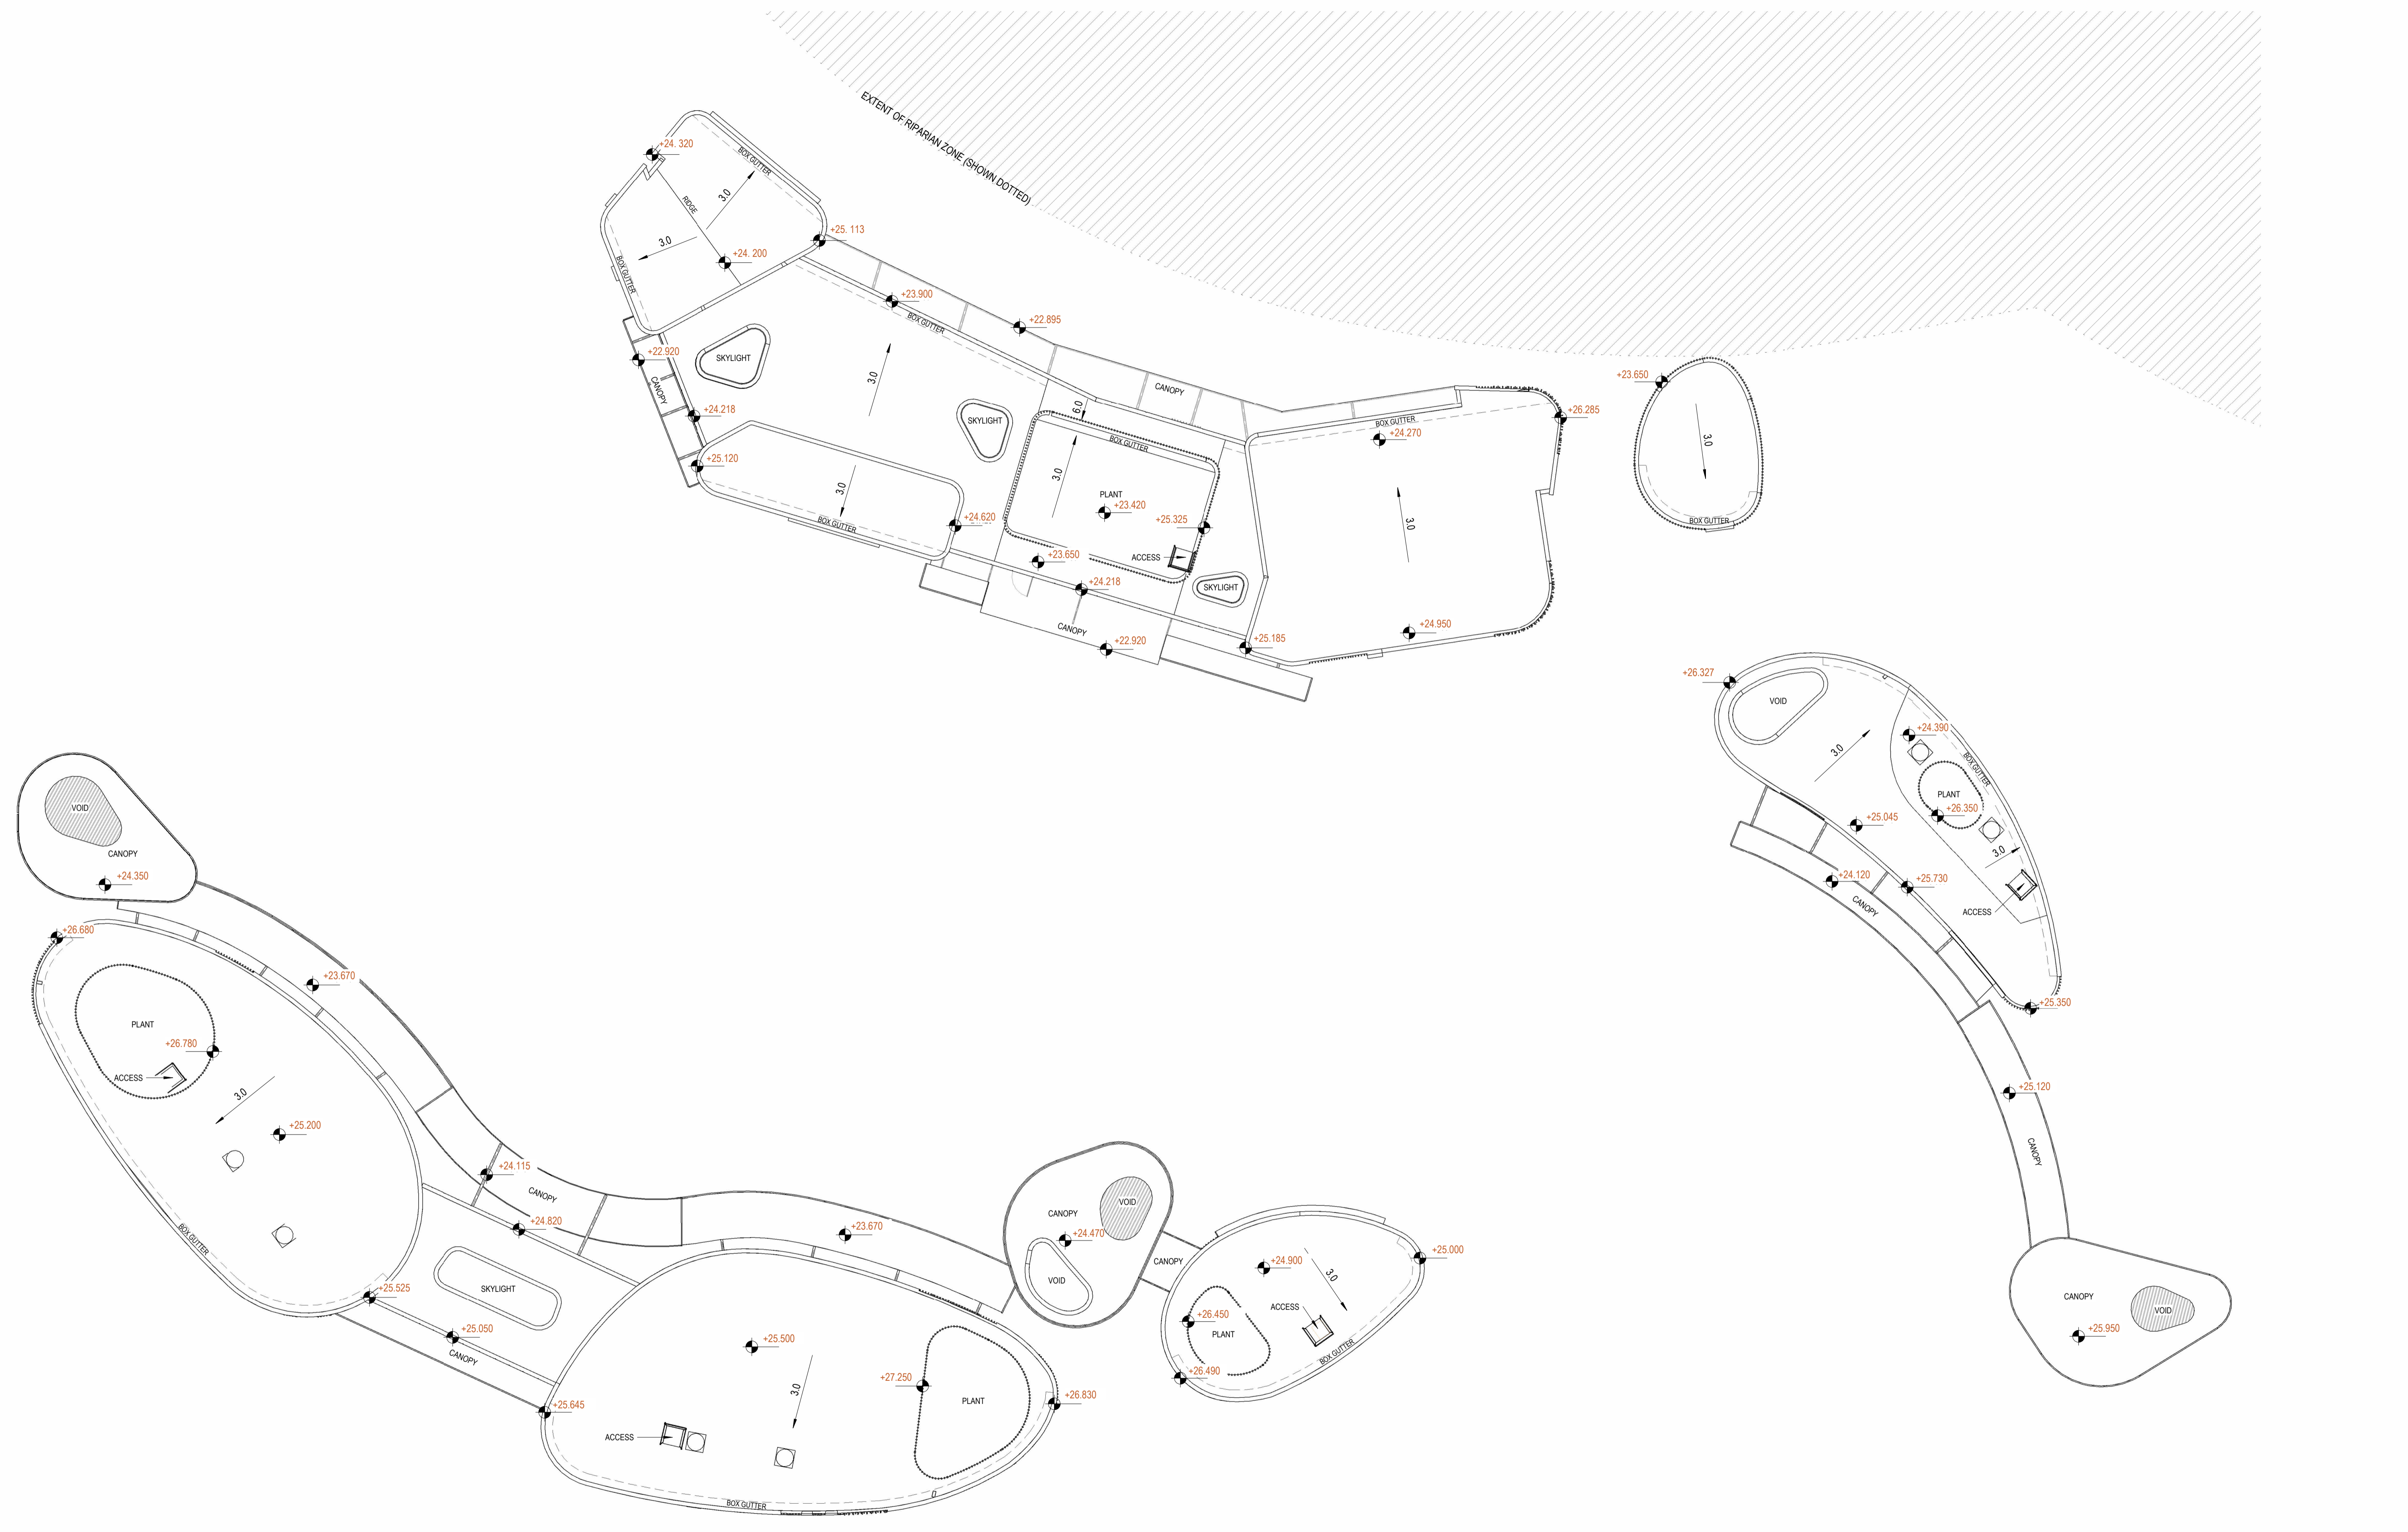 EXTENT OF RIPARIAN ZONE (SHOWN DOTTED)
+24. 320
BOX GUTTER
3.0
RIDGE
3.0
+25. 113
+24. 200
BOX GUTTER
+23.900
BOX GUTTER
+22.895
+22.920
CANOPY
SKYLIGHT
3.0
CANOPY
+24.218
SKYLIGHT
6.0
BOX GUTTER
BOX GUTTER
+24.270
+26.285
+25.120
3.0
BOX GUTTER
+24.620
3.0
PLANT
+23.420
+25.325
3.0
ACCESS
+23.650
+24.218
SKYLIGHT
CANOPY
+22.920
+25.185
+24.950
+23.650
3.0
BOX GUTTER
+26.327
VOID
+24.390
3.0
BOX GUTTER
PLANT
+26.350
+25.045
3.0
+24.120
+25.730
CANOPY
ACCESS
+25.350
+25.120
CANOPY
CANOPY
VOID
+25.950
VOID
CANOPY
+24.350
+26.680
+23.670
PLANT
+26.780
ACCESS
3.0
+25.200
BOX GUTTER
+24.115
CANOPY
+24.820
+23.670
SKYLIGHT
+25.525
+25.050
CANOPY
+25.500
3.0
+27.250
PLANT
+26.830
+25.645
ACCESS
BOX GUTTER
VOID
CANOPY
+24.470
VOID
CANOPY
+24.900
3.0
+25.000
+26.450
ACCESS
PLANT
BOX GUTTER
+26.490